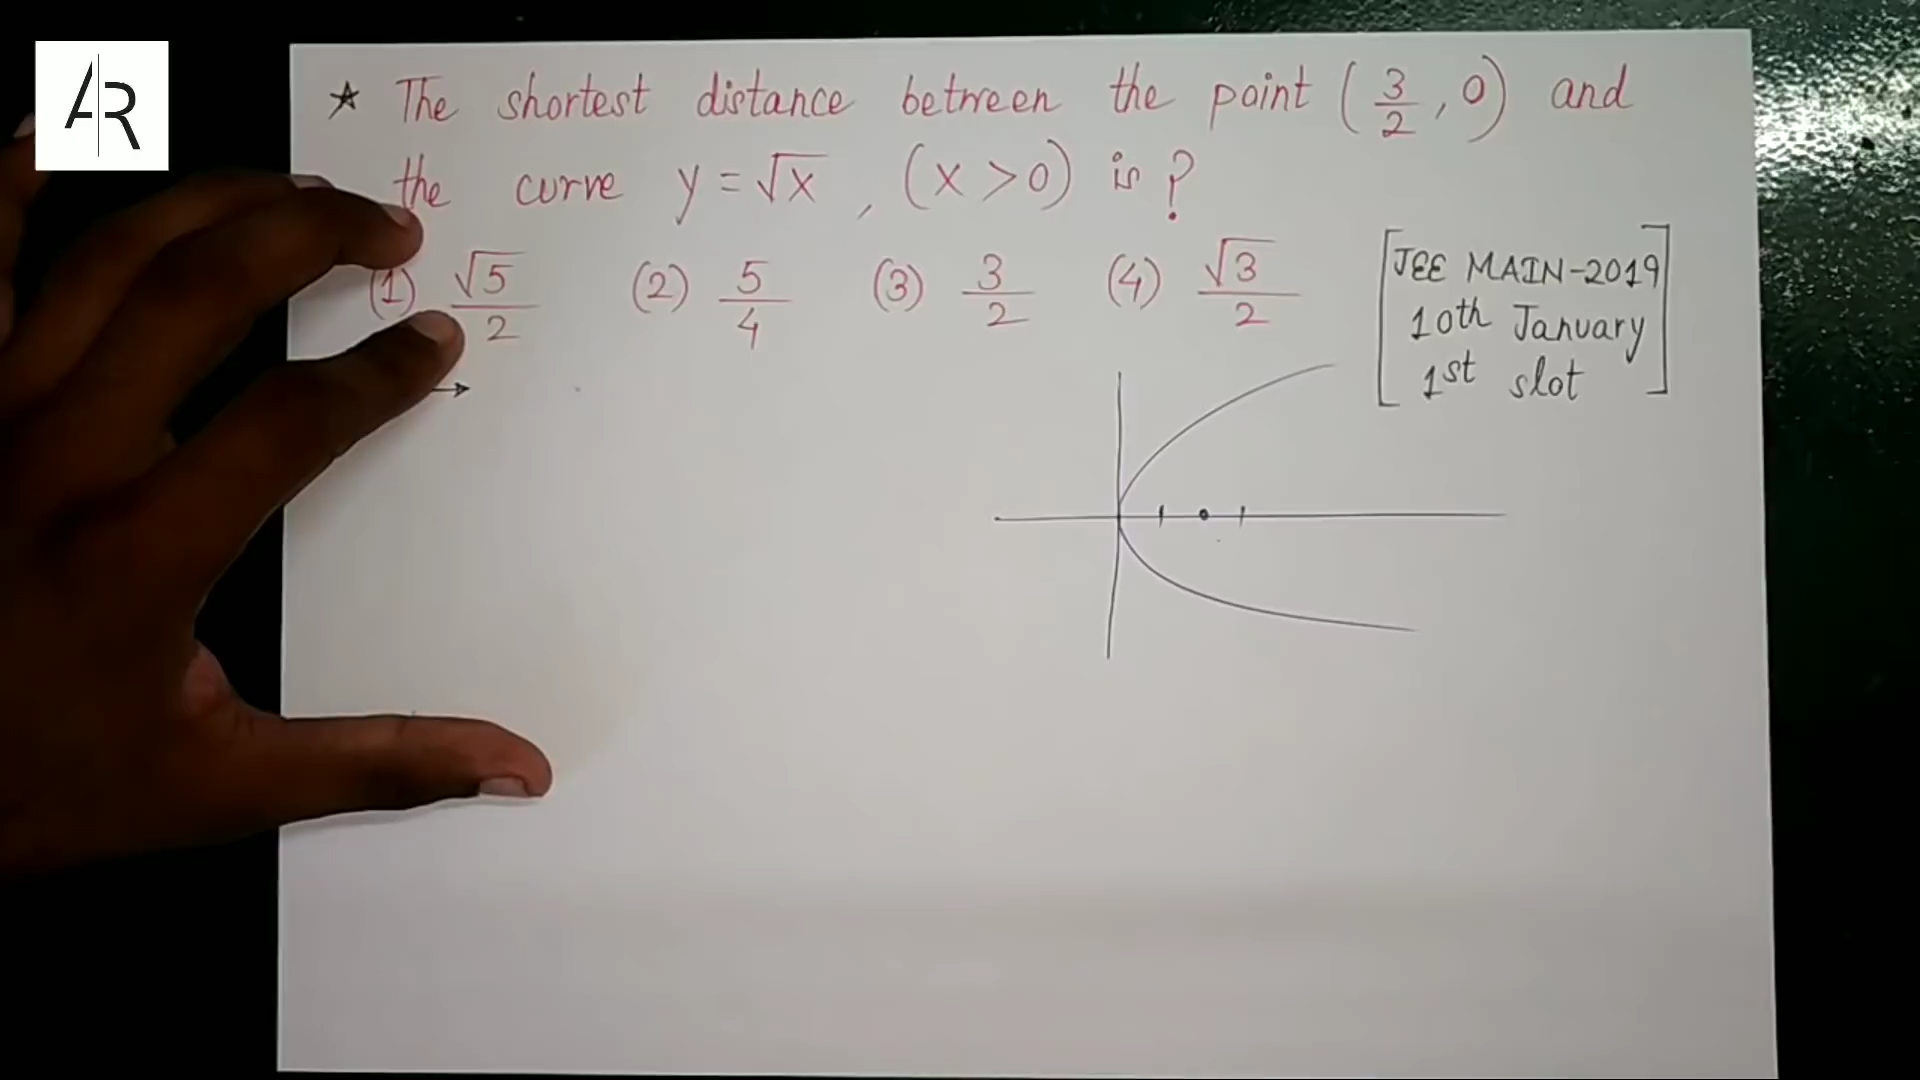 AR
★ The shortest distance between the point (3/2, 0) and
the curve y = √x, (x > 0) is ?
(1) √5/2 (2) 5/4 (3) 3/2 (4) √3/2
[JEE MAIN-2019
10th January
1st slot]